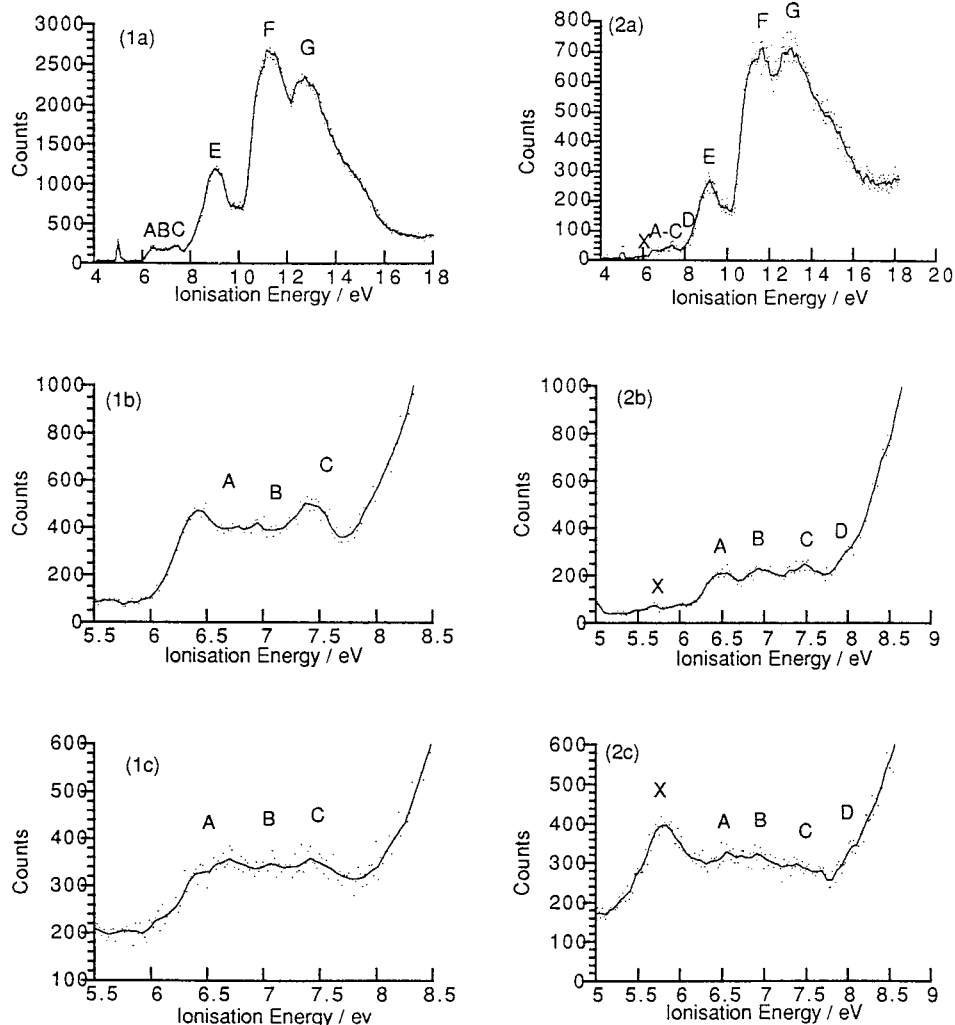 (1a)
3000
2500
2000
1500
1000
500
0
Counts
F
G
E
ABC
4 6 8 10 12 14 16 18
Ionisation Energy / eV
(2a)
800
700
600
500
400
300
200
100
0
Counts
F
G
E
X A-C D
4 6 8 10 12 14 16 18 20
Ionisation Energy / eV
(1b)
1000
800
600
400
200
0
Counts
A
B
C
5.5 6 6.5 7 7.5 8 8.5
Ionisation Energy / eV
(2b)
1000
800
600
400
200
0
Counts
X
A
B
C
D
5 5.5 6 6.5 7 7.5 8 8.5 9
Ionisation Energy / eV
(1c)
600
500
400
300
200
100
Counts
A
B
C
5.5 6 6.5 7 7.5 8 8.5
Ionisation Energy / ev
(2c)
600
500
400
300
200
100
0
Counts
X
A
B
C
D
5 5.5 6 6.5 7 7.5 8 8.5 9
Ionisation Energy / eV